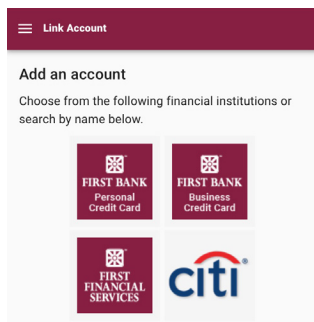 Link Account
Add an account
Choose from the following financial institutions or
search by name below.
FIRST BANK
Personal
Credit Card
FIRST BANK
Business
Credit Card
FIRST
FINANCIAL
SERVICES
citi